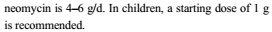 neomycin is 4–6 g/d. In children, a starting dose of 1 g
is recommended.